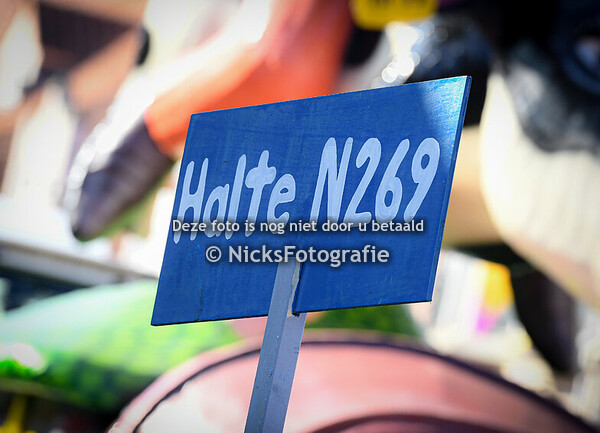 Halte N269
Deze foto is nog niet door u betaald
© NicksFotografie